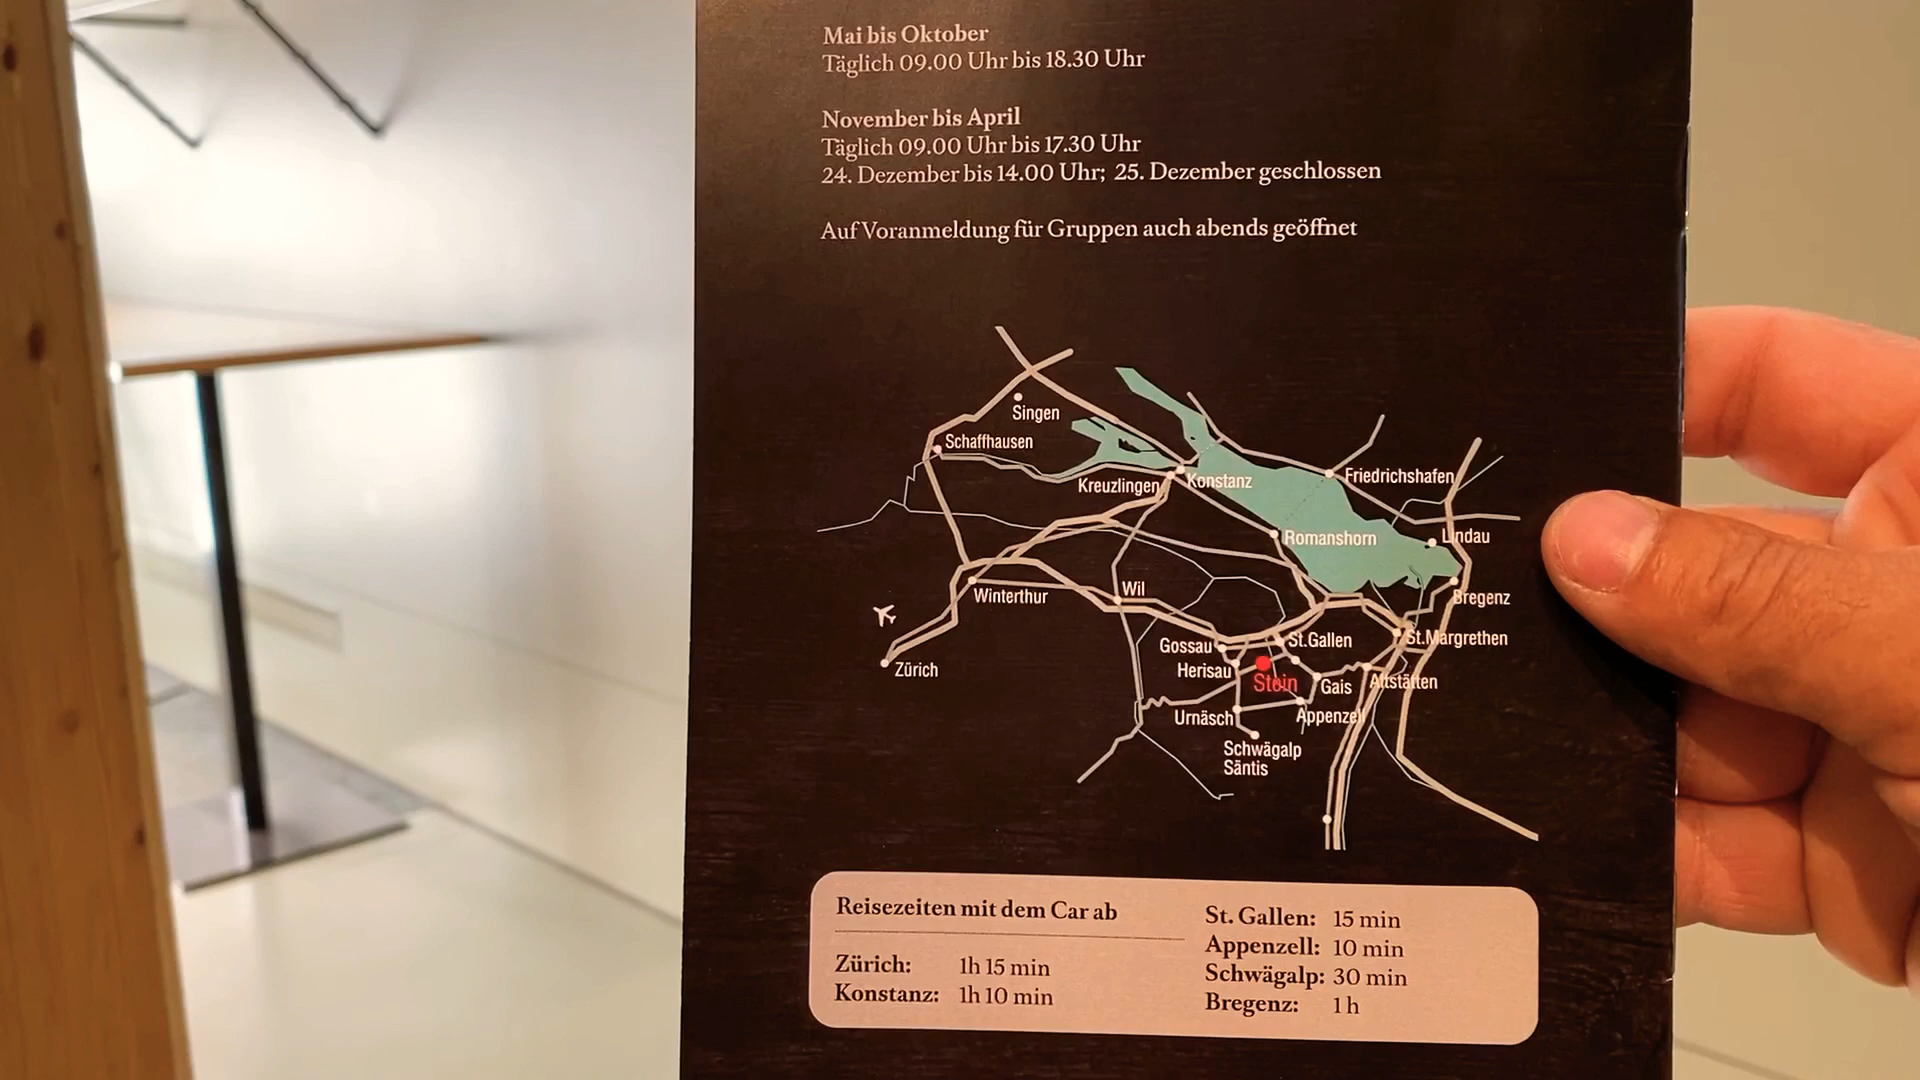 Mai bis Oktober
Täglich 09.00 Uhr bis 18.30 Uhr
November bis April
Täglich 09.00 Uhr bis 17.30 Uhr
24. Dezember bis 14.00 Uhr; 25. Dezember geschlossen
Auf Voranmeldung für Gruppen auch abends geöffnet
Singen
Schaffhausen
Friedrichshafen
Kreuzlingen
Konstanz
Romanshorn
Lindau
Winterthur
Wil
Bregenz
Gossau
St.Gallen
St.Margrethen
Zürich
Herisau
Stein
Gais
Altstätten
Urnäsch
Appenzell
Schwägalp
Säntis
Reisezeiten mit dem Car ab
Zürich: 1h 15 min
Konstanz: 1h 10 min
St. Gallen: 15 min
Appenzell: 10 min
Schwägalp: 30 min
Bregenz: 1 h